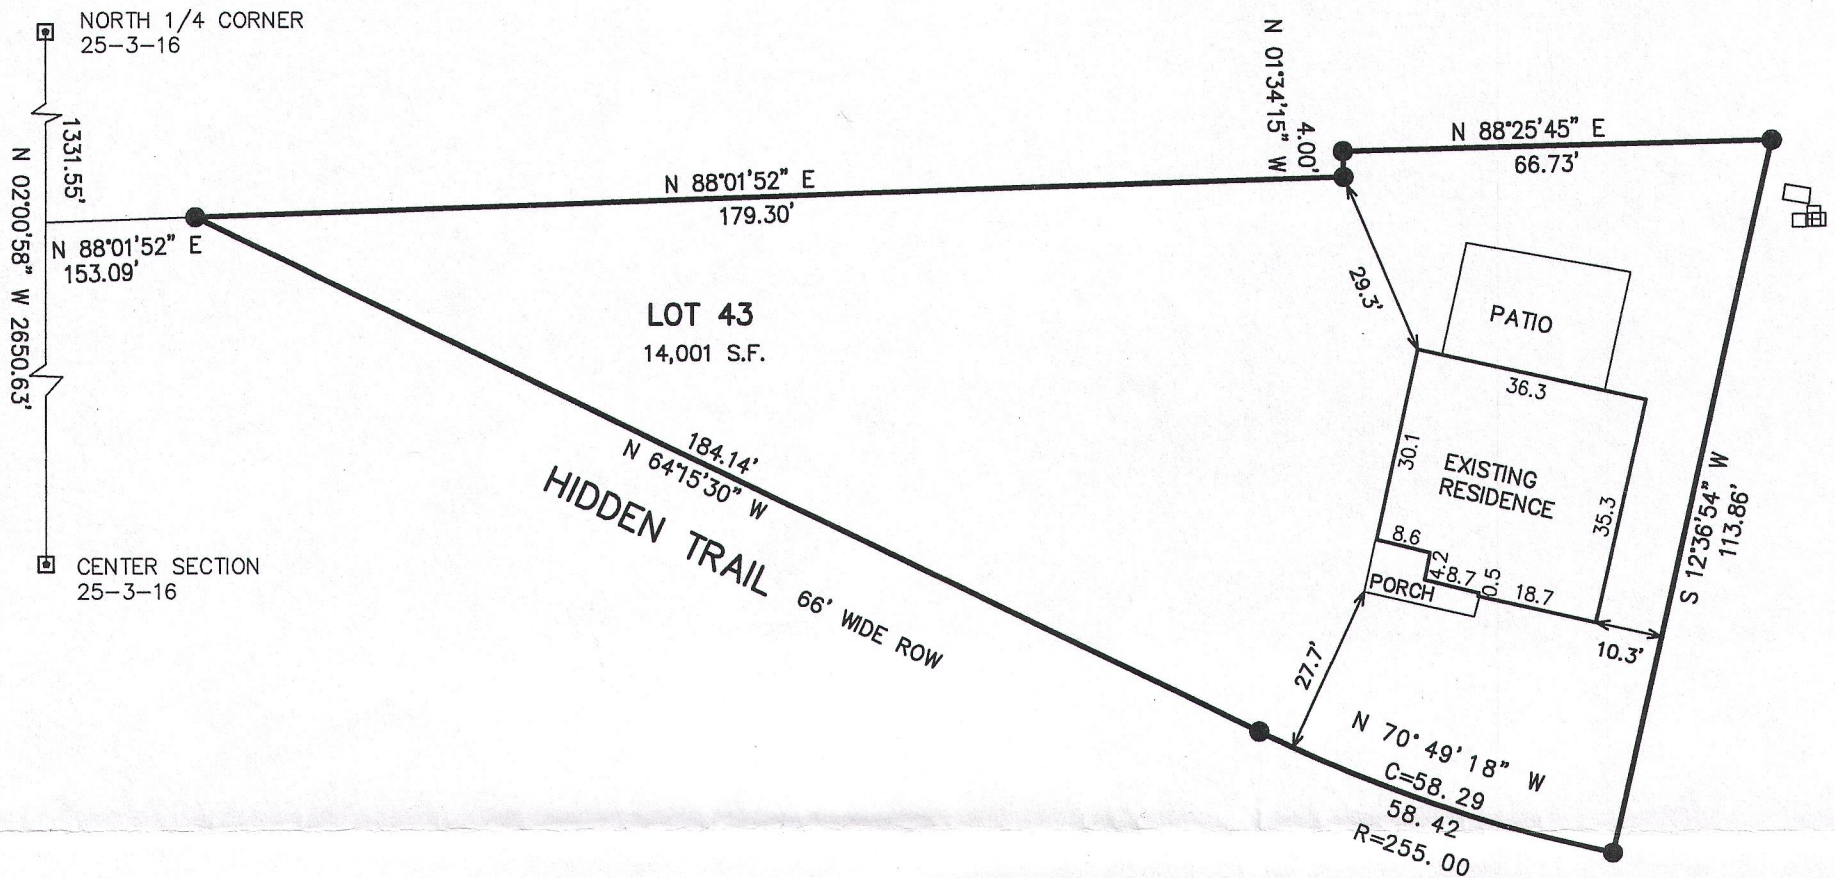 NORTH 1/4 CORNER
25-3-16
1331.55'
N 02°00'58" W 2650.63'
N 88°01'52" E
153.09'
CENTER SECTION
25-3-16
N 88°01'52" E
179.30'
N 01°34'15" W
4.00'
N 88°25'45" E
66.73'
LOT 43
14,001 S.F.
184.14'
N 64°15'30" W
HIDDEN TRAIL 66' WIDE ROW
29.3'
PATIO
36.3
30.1
EXISTING
RESIDENCE
35.3
8.6
4.2
8.7
0.5
18.7
PORCH
10.3'
27.7'
S 12°36'54" W
113.86'
N 70°49'18" W
C=58.29
58.42
R=255.00